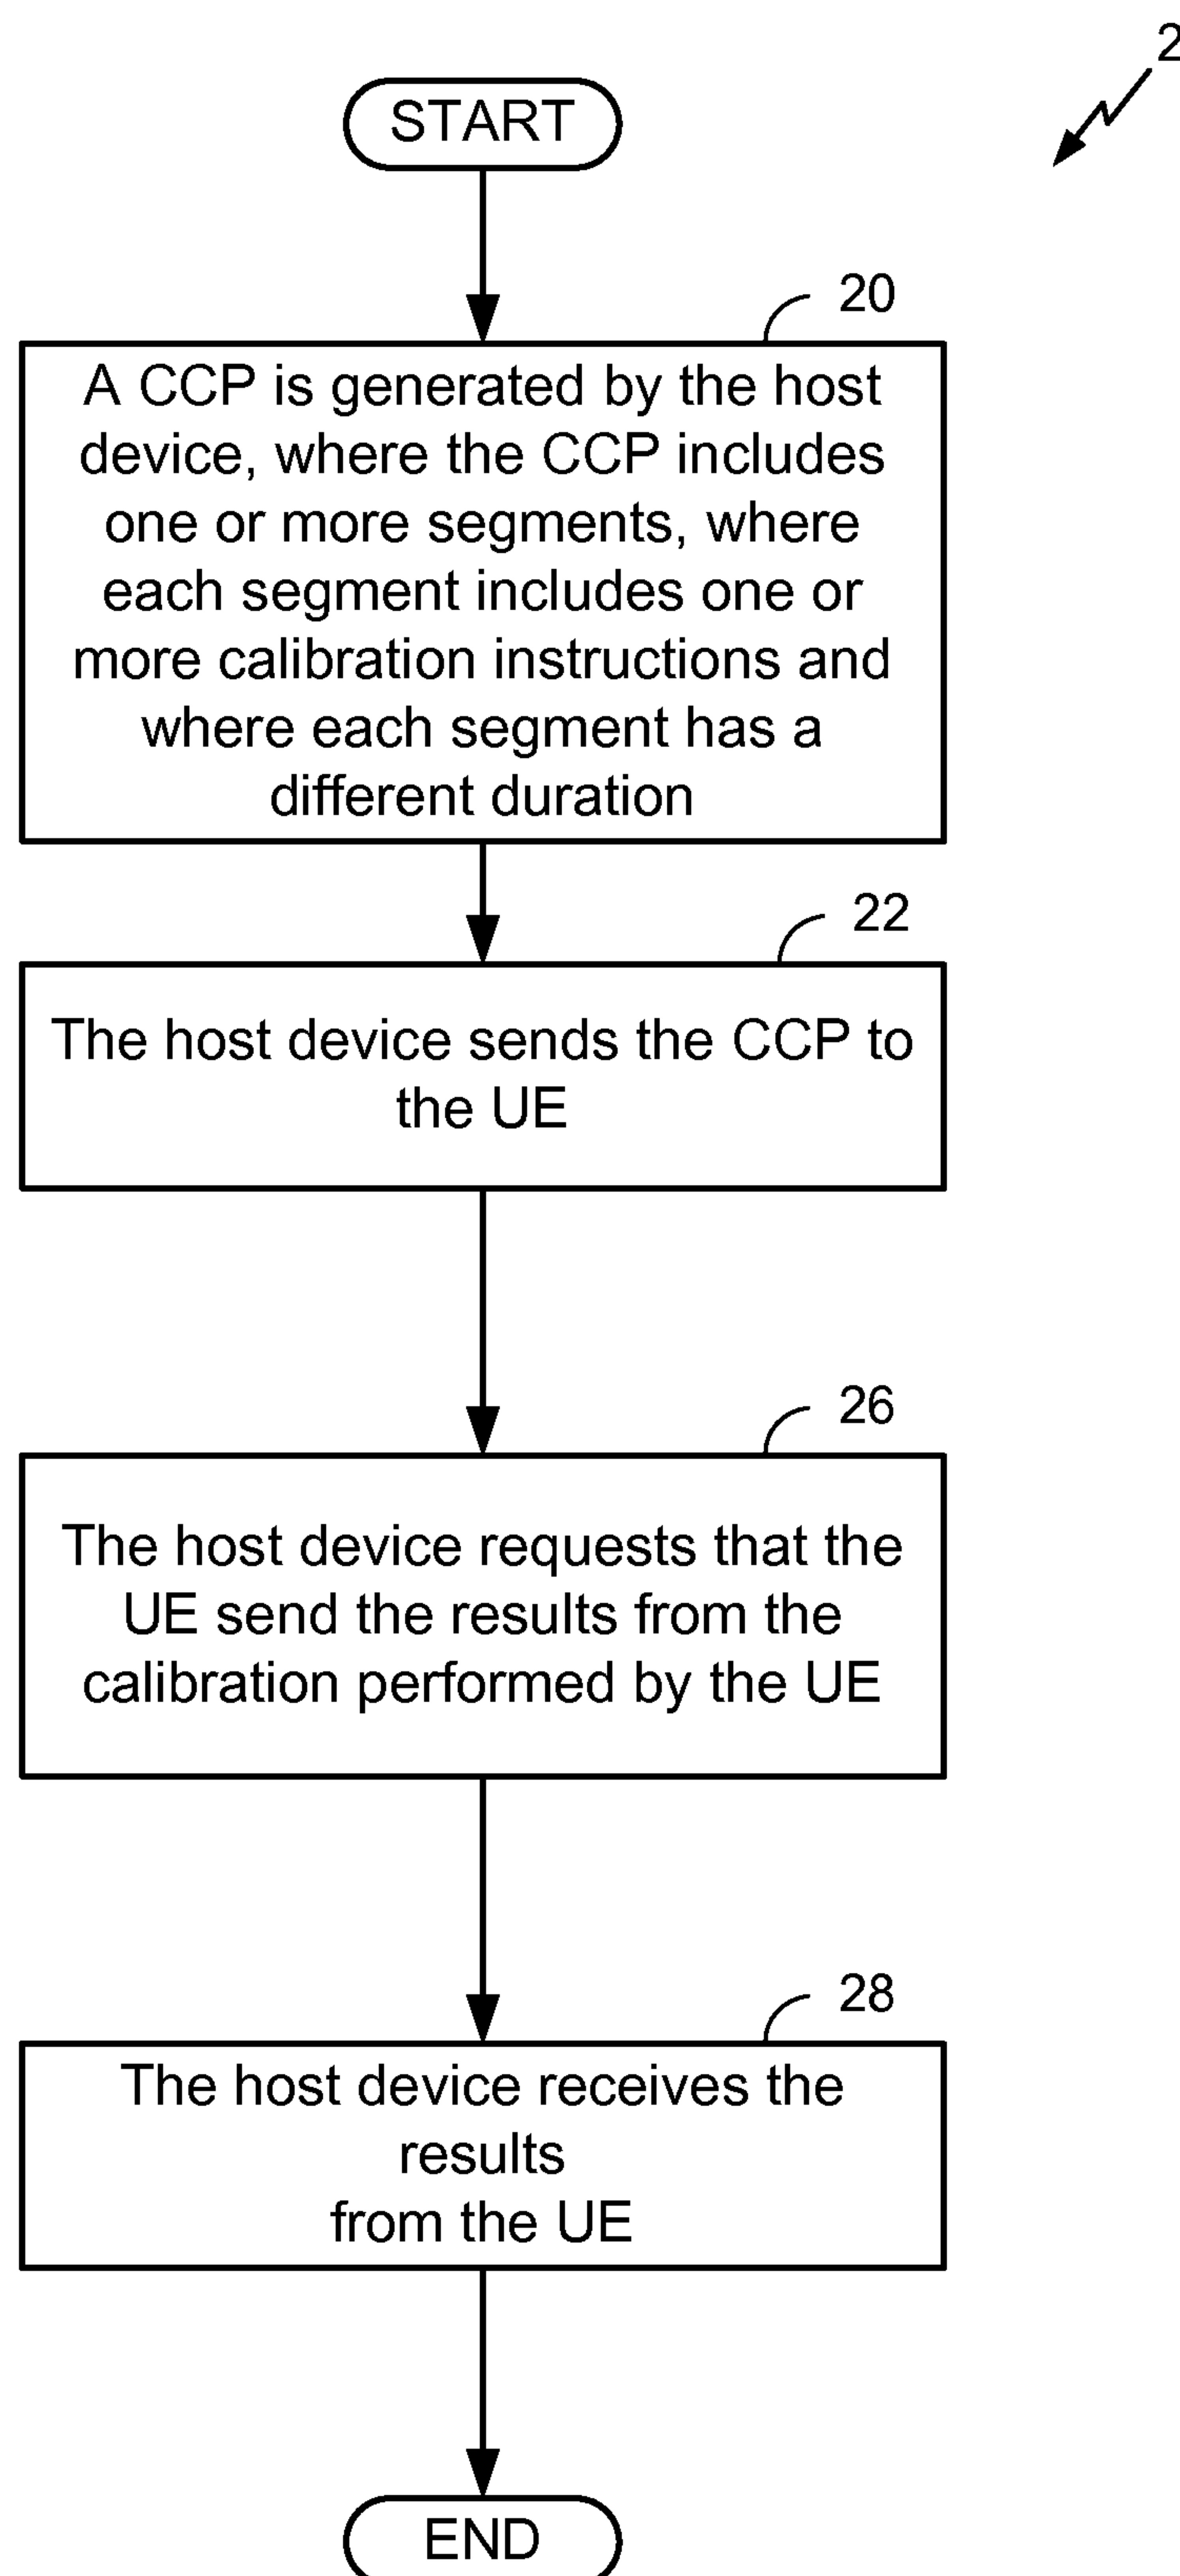 2
START
20
A CCP is generated by the host
device, where the CCP includes
one or more segments, where
each segment includes one or
more calibration instructions and
where each segment has a
different duration
22
The host device sends the CCP to
the UE
26
The host device requests that the
UE send the results from the
calibration performed by the UE
28
The host device receives the
results
from the UE
END